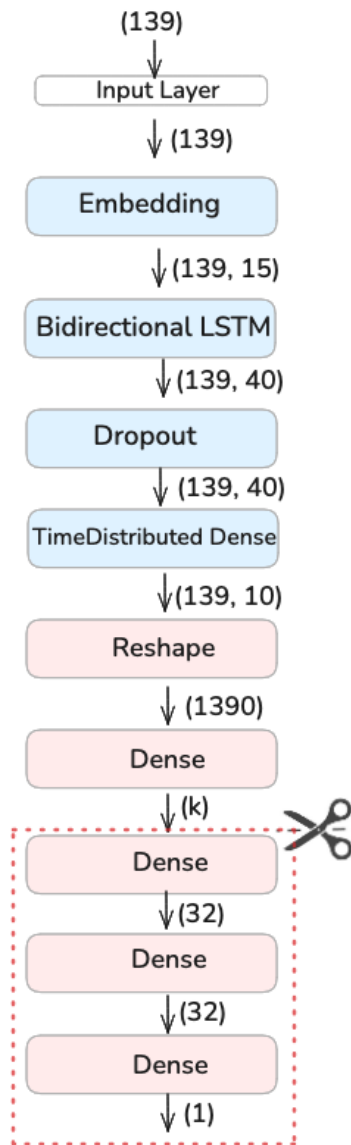 (139)
Input Layer
(139)
Embedding
(139, 15)
Bidirectional LSTM
(139, 40)
Dropout
(139, 40)
TimeDistributed Dense
(139, 10)
Reshape
(1390)
Dense
(k)
Dense
(32)
Dense
(32)
Dense
(1)